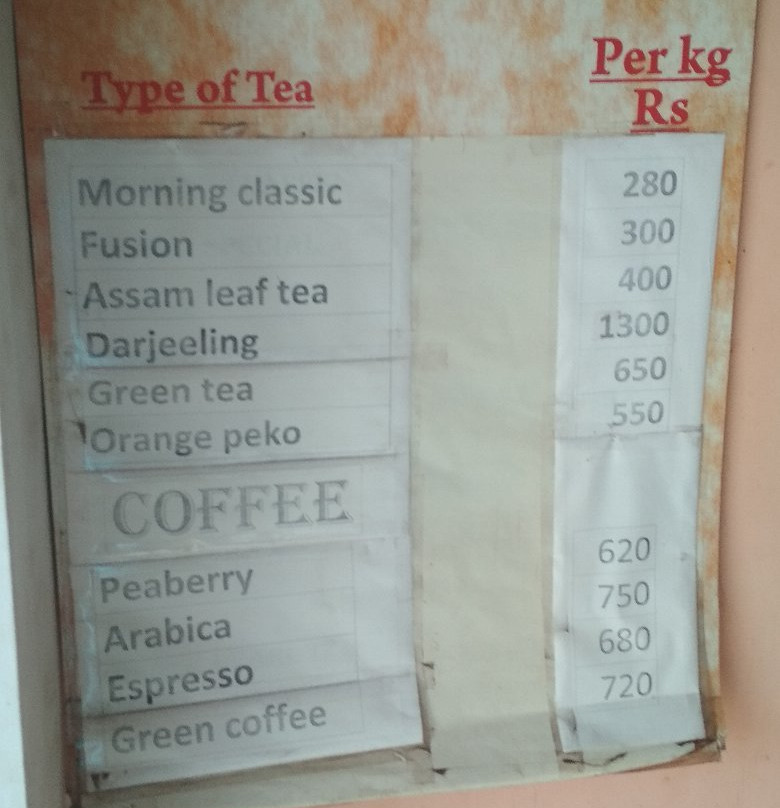 Type of Tea Per kg
Rs
Morning classic 280
Fusion 300
Assam leaf tea 400
Darjeeling 1300
Green tea 650
Orange peko 550
COFFEE
Peaberry 620
Arabica 750
Espresso 680
Green coffee 720